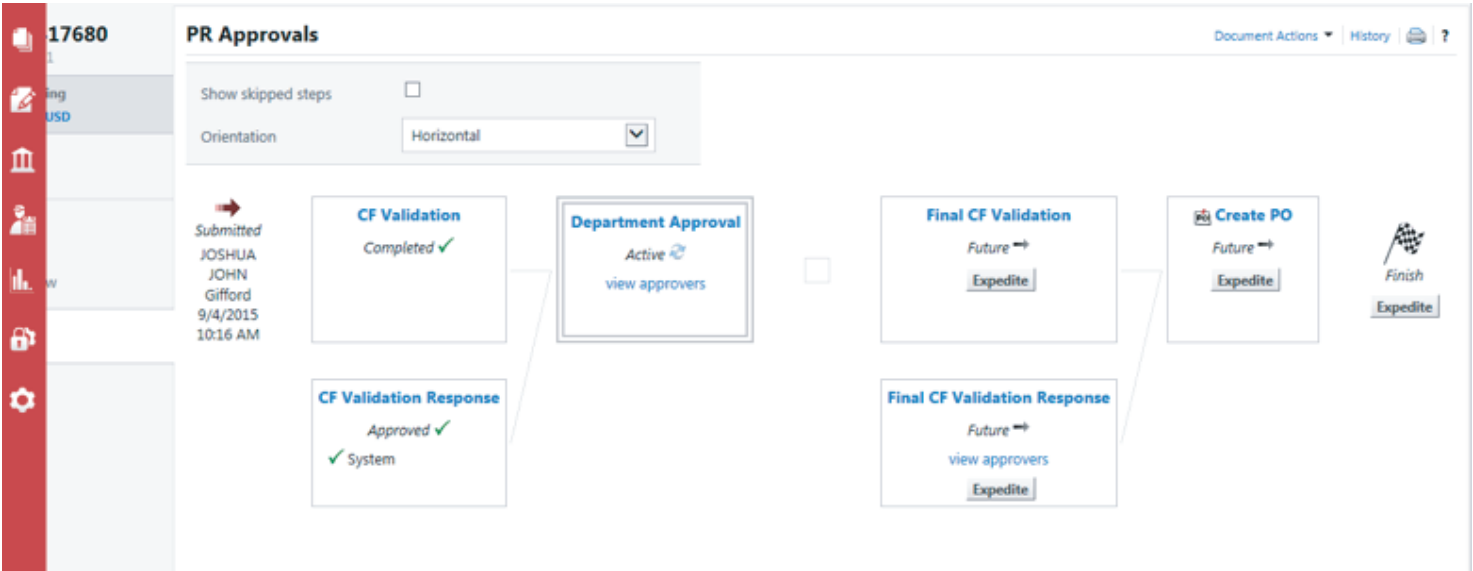 17680
1
ing
USD
w
PR Approvals
Document Actions
History
?
Show skipped steps
Orientation
Horizontal
Submitted
JOSHUA
JOHN
Gifford
9/4/2015
10:16 AM
CF Validation
Completed
CF Validation Response
Approved
System
Department Approval
Active
view approvers
Final CF Validation
Future
Expedite
Final CF Validation Response
Future
view approvers
Expedite
Create PO
Future
Expedite
Finish
Expedite